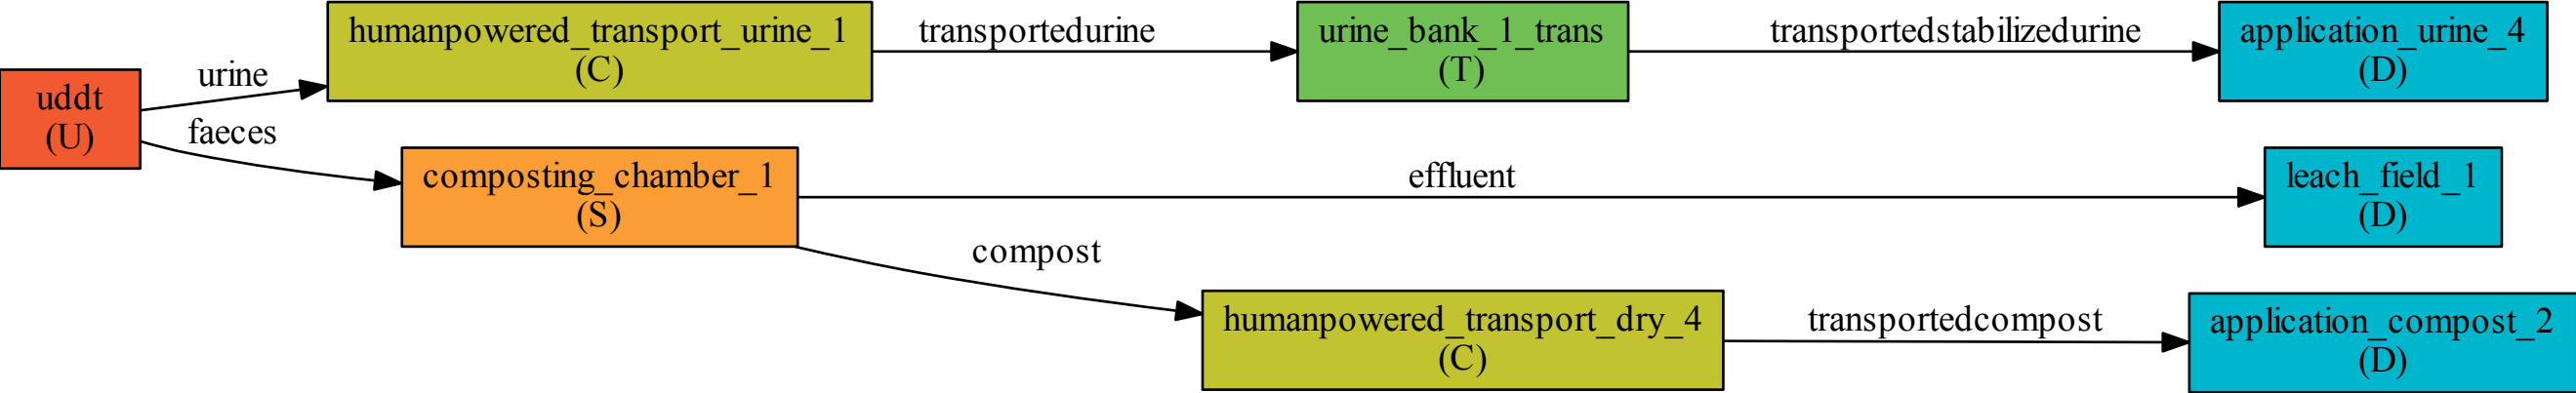 uddt
(U)
urine
faeces
humanpowered_transport_urine_1
(C)
transportedurine
urine_bank_1_trans
(T)
transportedstabilizedurine
application_urine_4
(D)
composting_chamber_1
(S)
effluent
leach_field_1
(D)
compost
humanpowered_transport_dry_4
(C)
transportedcompost
application_compost_2
(D)